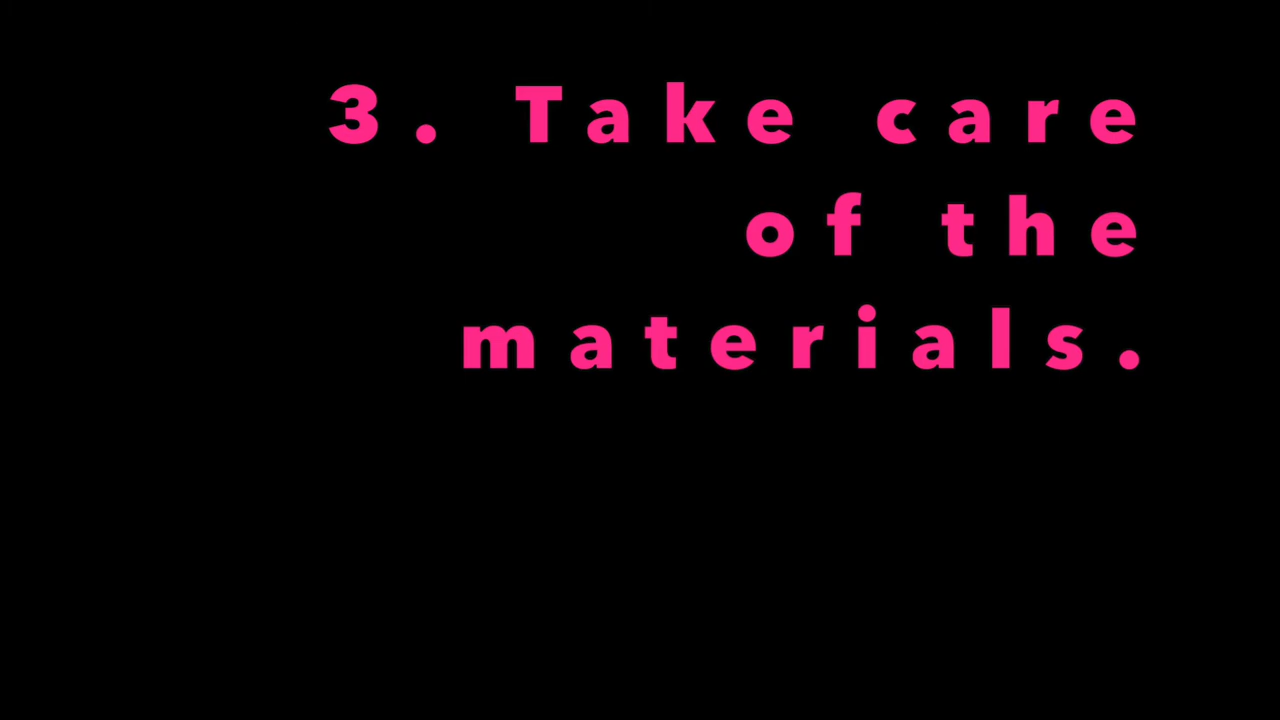 3. Take care
of the
materials.